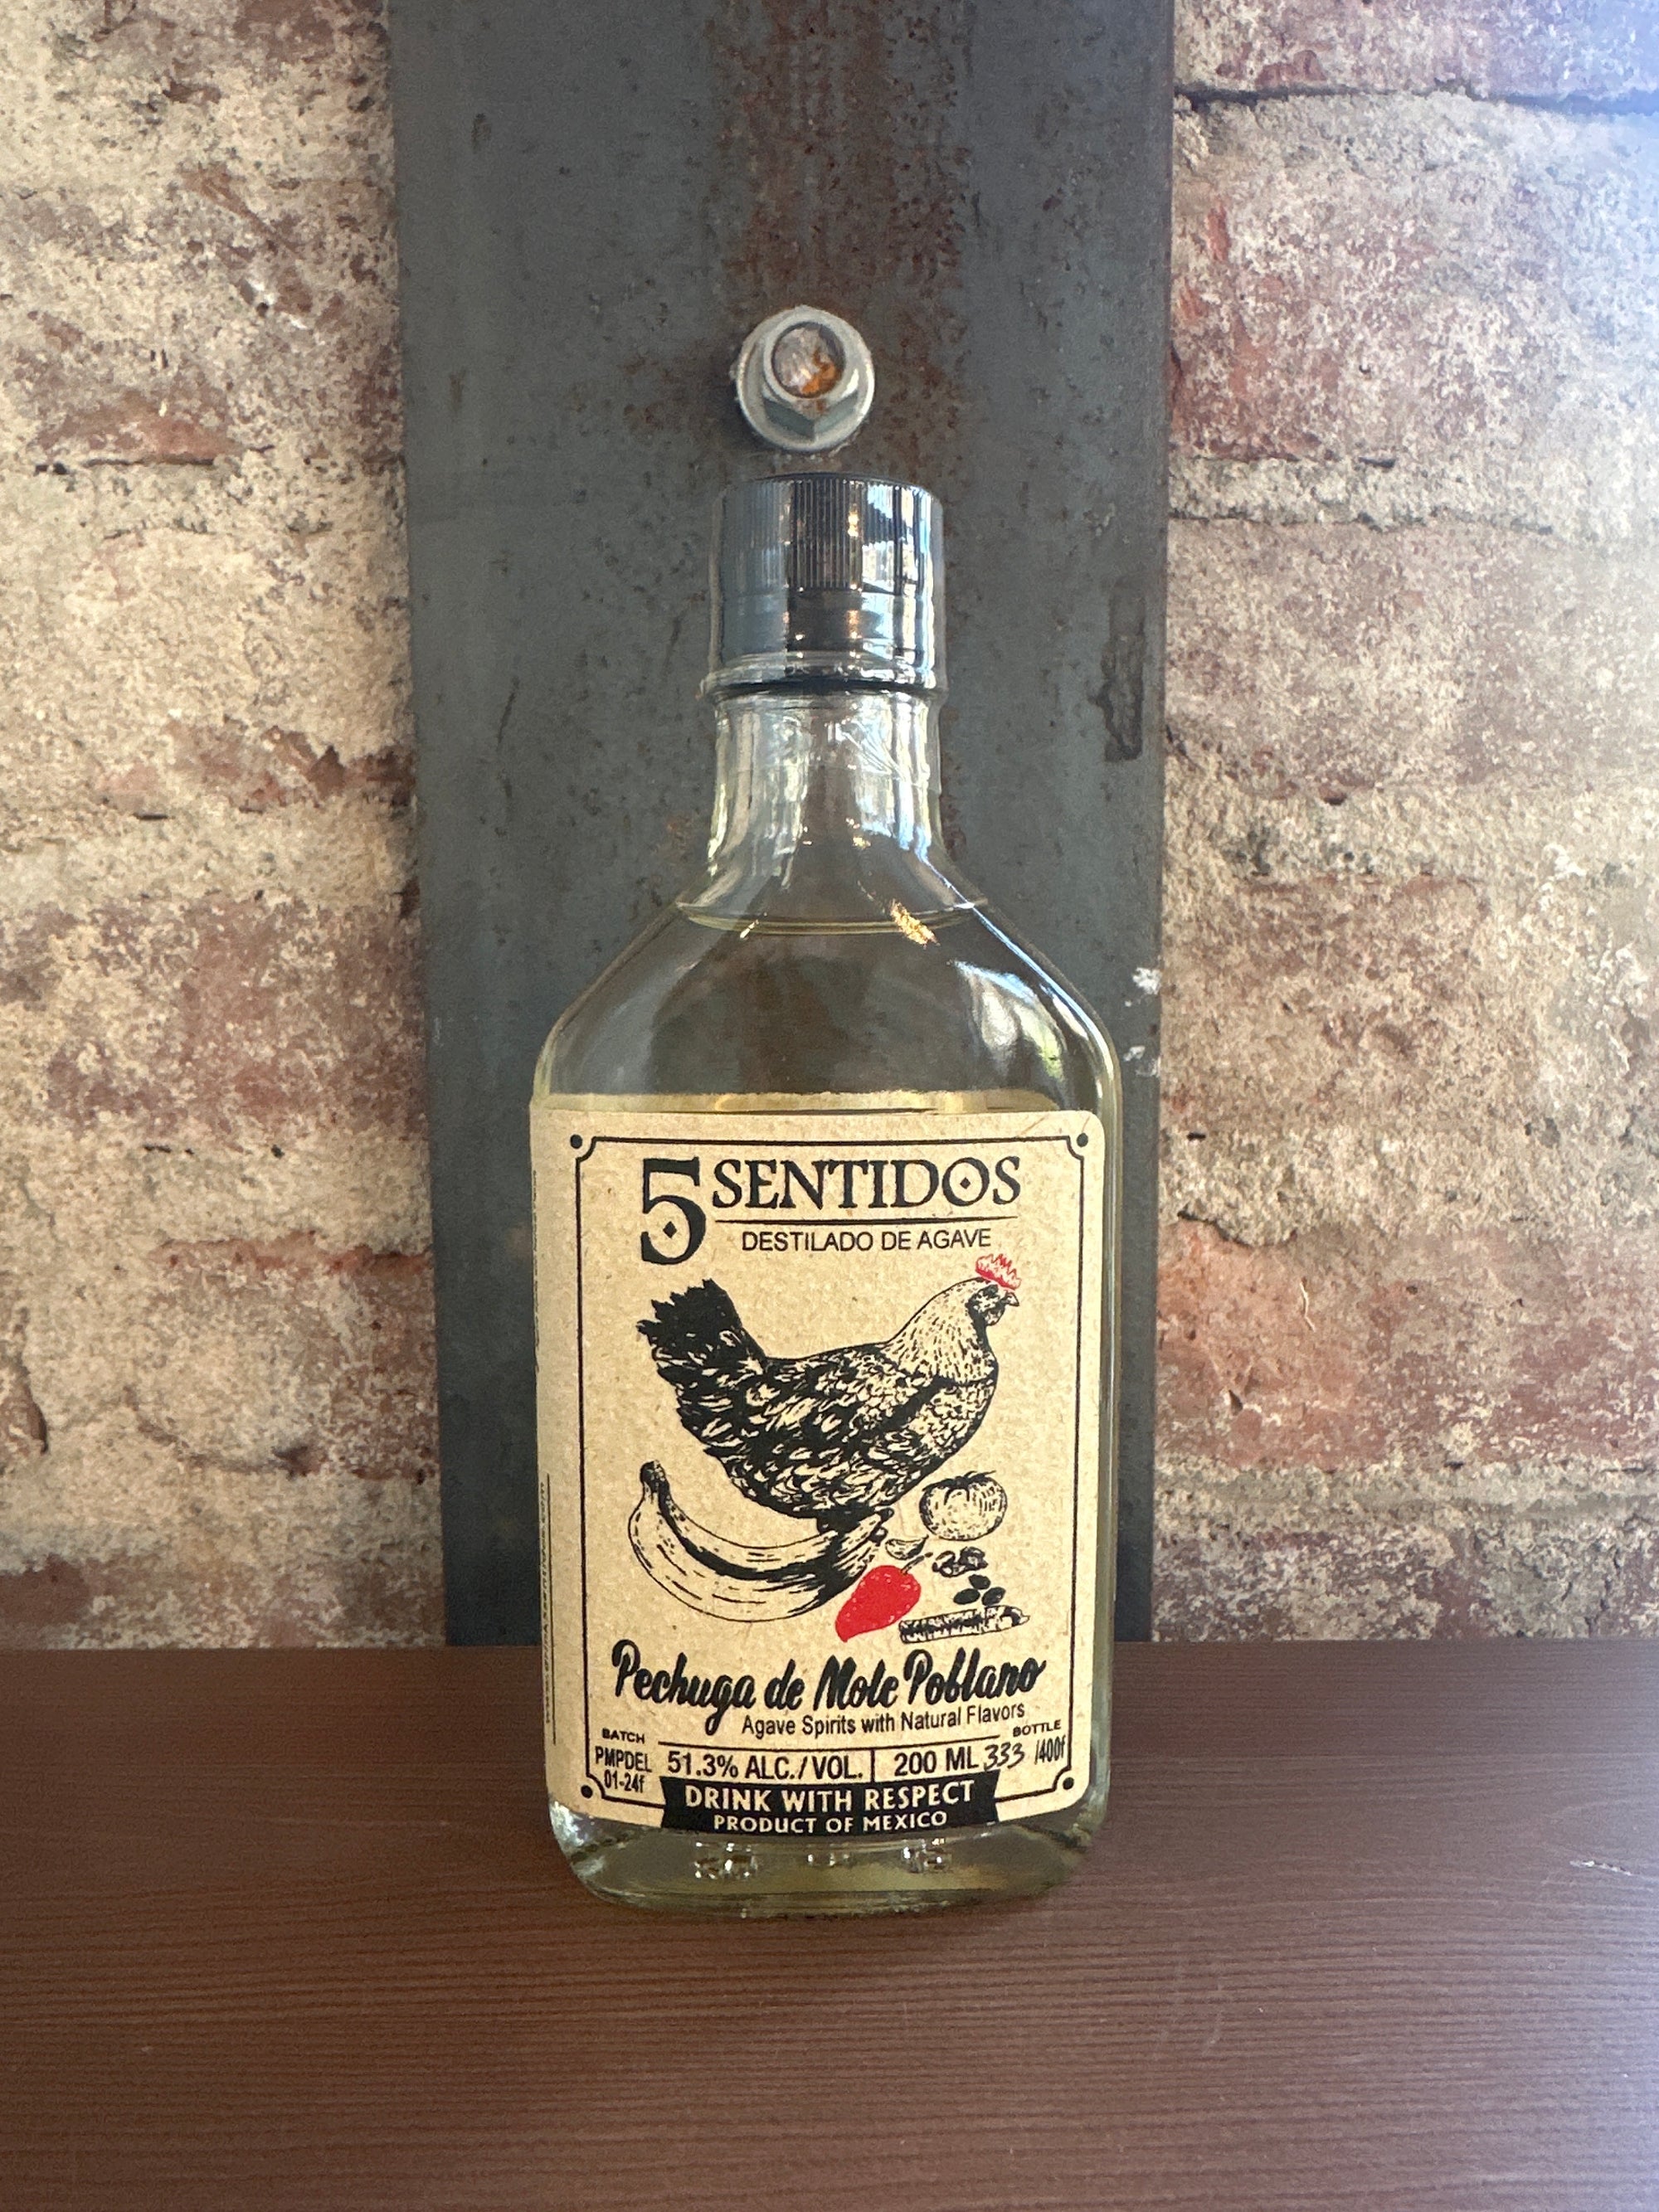 5 SENTIDOS
DESTILADO DE AGAVE
Pechuga de Mole Poblano
Agave Spirits with Natural Flavors
BATCH
PMPDEL
01-24f
51.3% ALC./VOL.
200 ML
BOTTLE
333 /400f
DRINK WITH RESPECT
PRODUCT OF MEXICO